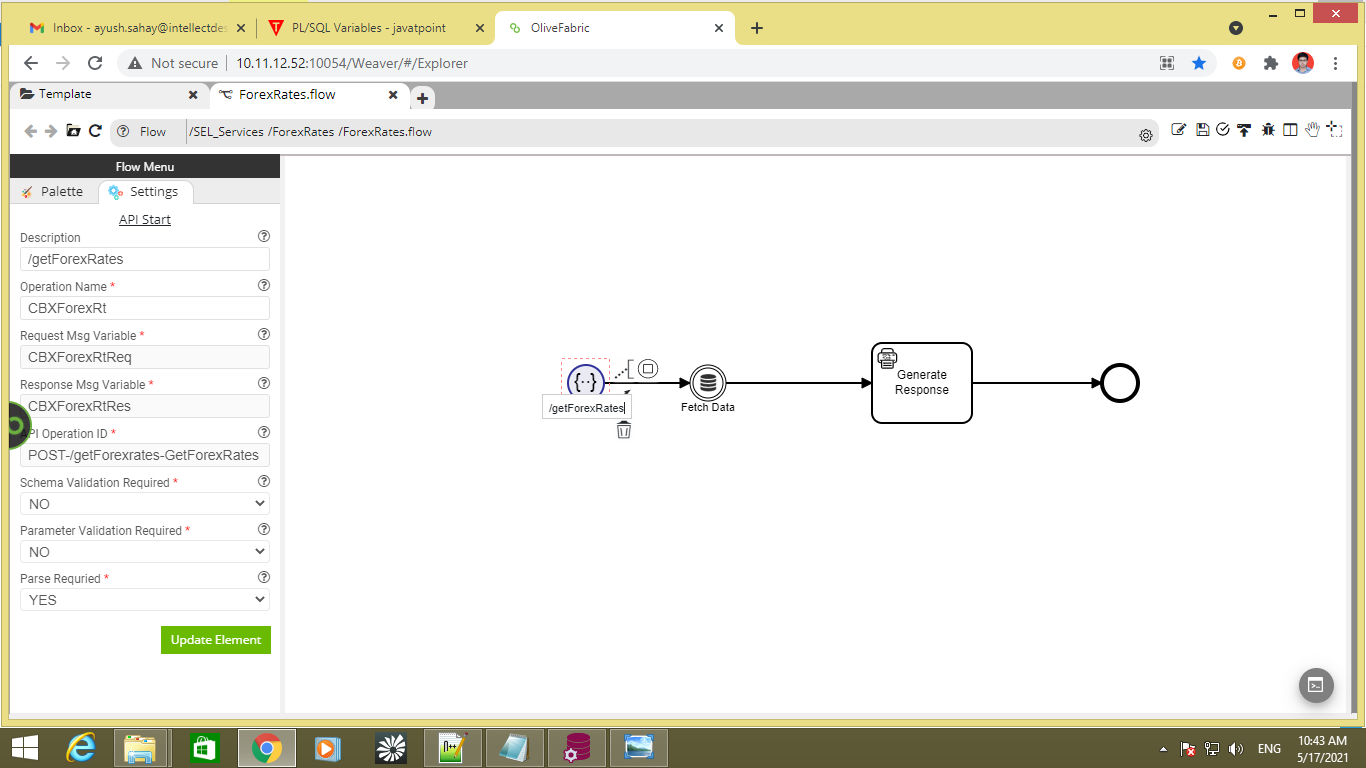 Inbox - ayush.sahay@intellectdes
PL/SQL Variables - javatpoint
OliveFabric
Not secure
10.11.12.52:10054/Weaver/#/Explorer
Template
ForexRates.flow
Flow
/SEL_Services /ForexRates /ForexRates.flow
Flow Menu
Palette
Settings
API Start
Description
/getForexRates
Operation Name *
CBXForexRt
Request Msg Variable *
CBXForexRtReq
Response Msg Variable *
CBXForexRtRes
API Operation ID *
POST-/getForexrates-GetForexRates
Schema Validation Required *
NO
Parameter Validation Required *
NO
Parse Requried *
YES
Update Element
{··}
/getForexRates
Fetch Data
Generate
Response
N++
ENG
10:43 AM
5/17/2021